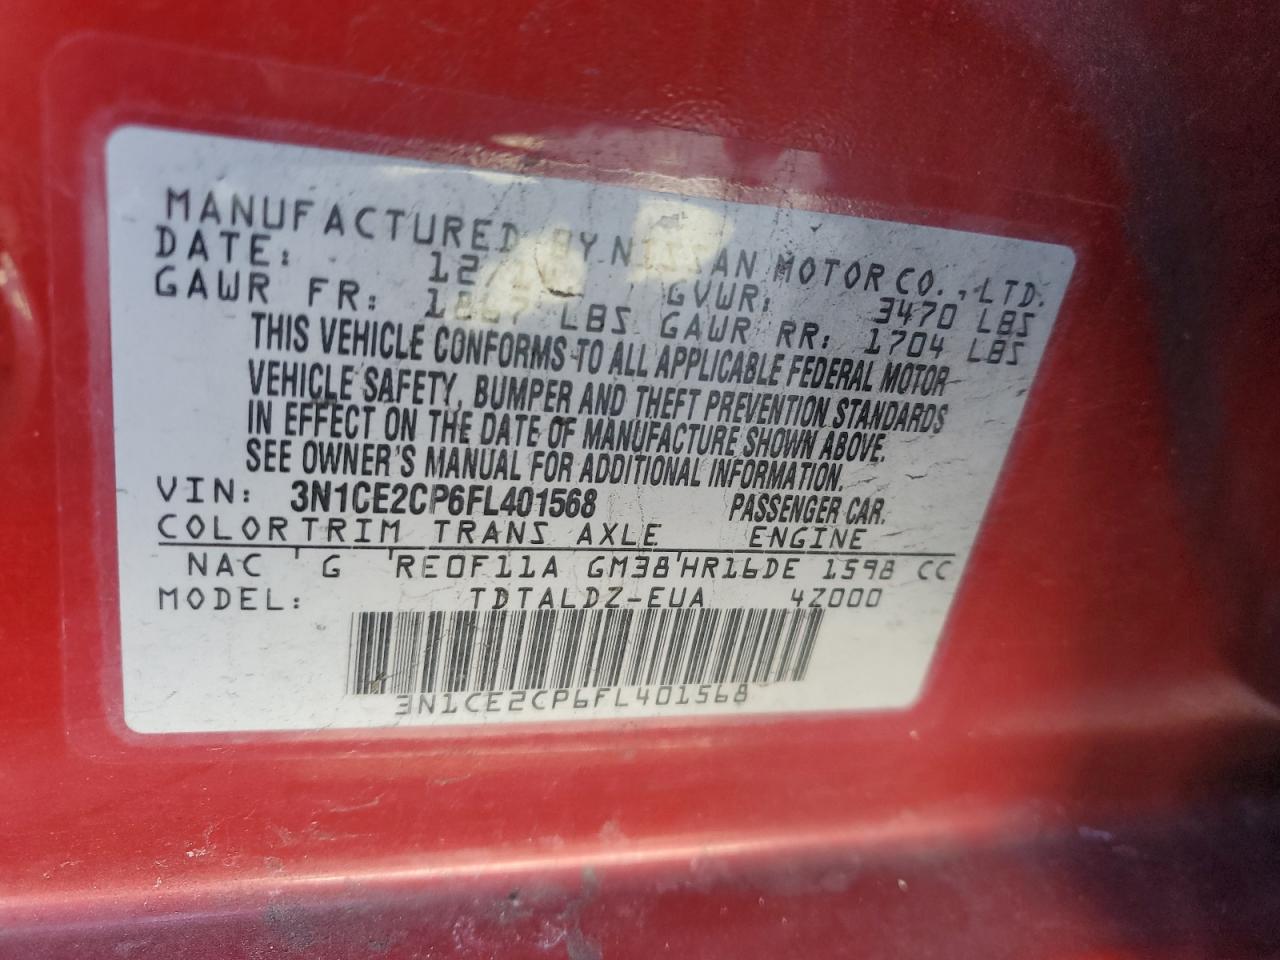 MANUFACTURED BY NISSAN MOTOR CO., LTD.
DATE: 12 GVWR: 3470 LBS
GAWR FR: 1867 LBS GAWR RR: 1704 LBS
THIS VEHICLE CONFORMS TO ALL APPLICABLE FEDERAL MOTOR
VEHICLE SAFETY, BUMPER AND THEFT PREVENTION STANDARDS
IN EFFECT ON THE DATE OF MANUFACTURE SHOWN ABOVE.
SEE OWNER'S MANUAL FOR ADDITIONAL INFORMATION.
VIN: 3N1CE2CP6FL401568 PASSENGER CAR.
COLOR TRIM TRANS AXLE ENGINE
NAC ' G ' RE0F11A GM38 ' HR16DE 1598 CC
MODEL: TDTALDZ-EUA 4Z000
3N1CE2CP6FL401568